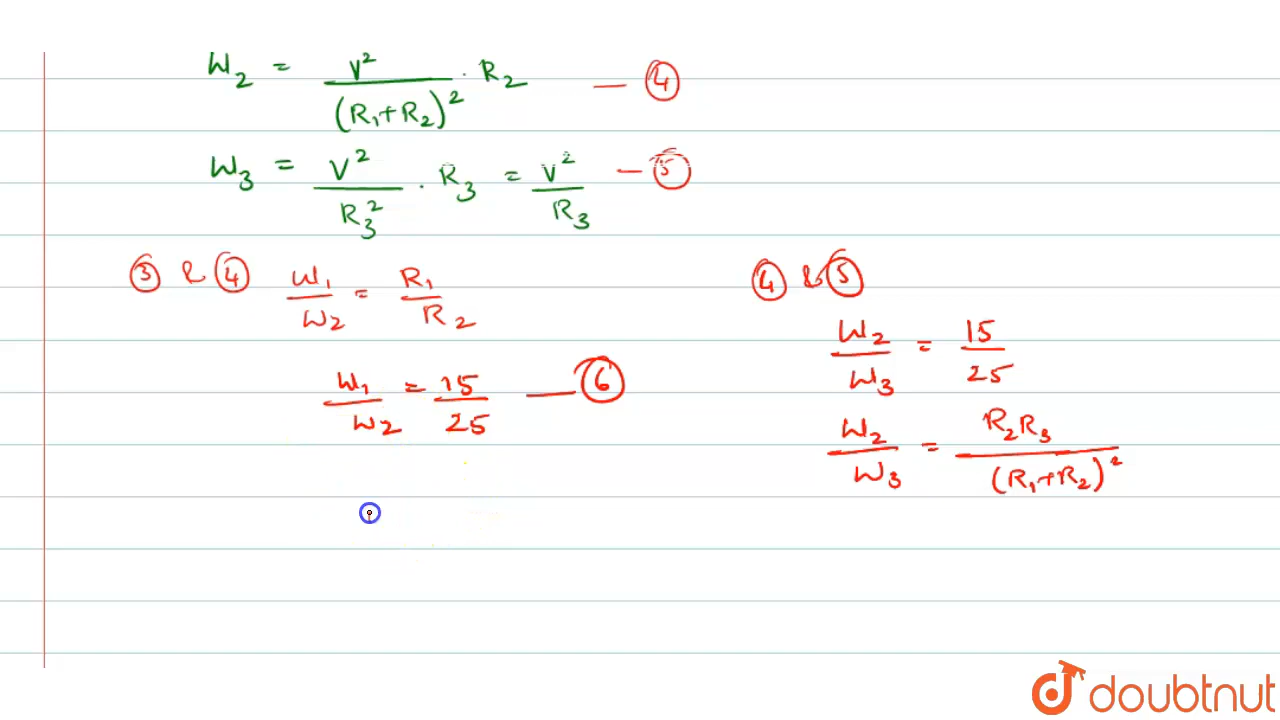 W₂ = V²/(R₁+R₂)² . R₂ — ④
W₃ = V²/R₃² . R₃ = V²/R₃ — ⑤
③ & ④ W₁/W₂ = R₁/R₂
W₁/W₂ = 15/25 — ⑥
④ & ⑤
W₂/W₃ = 15/25
W₂/W₃ = R₂R₃/(R₁+R₂)²
doubtnut